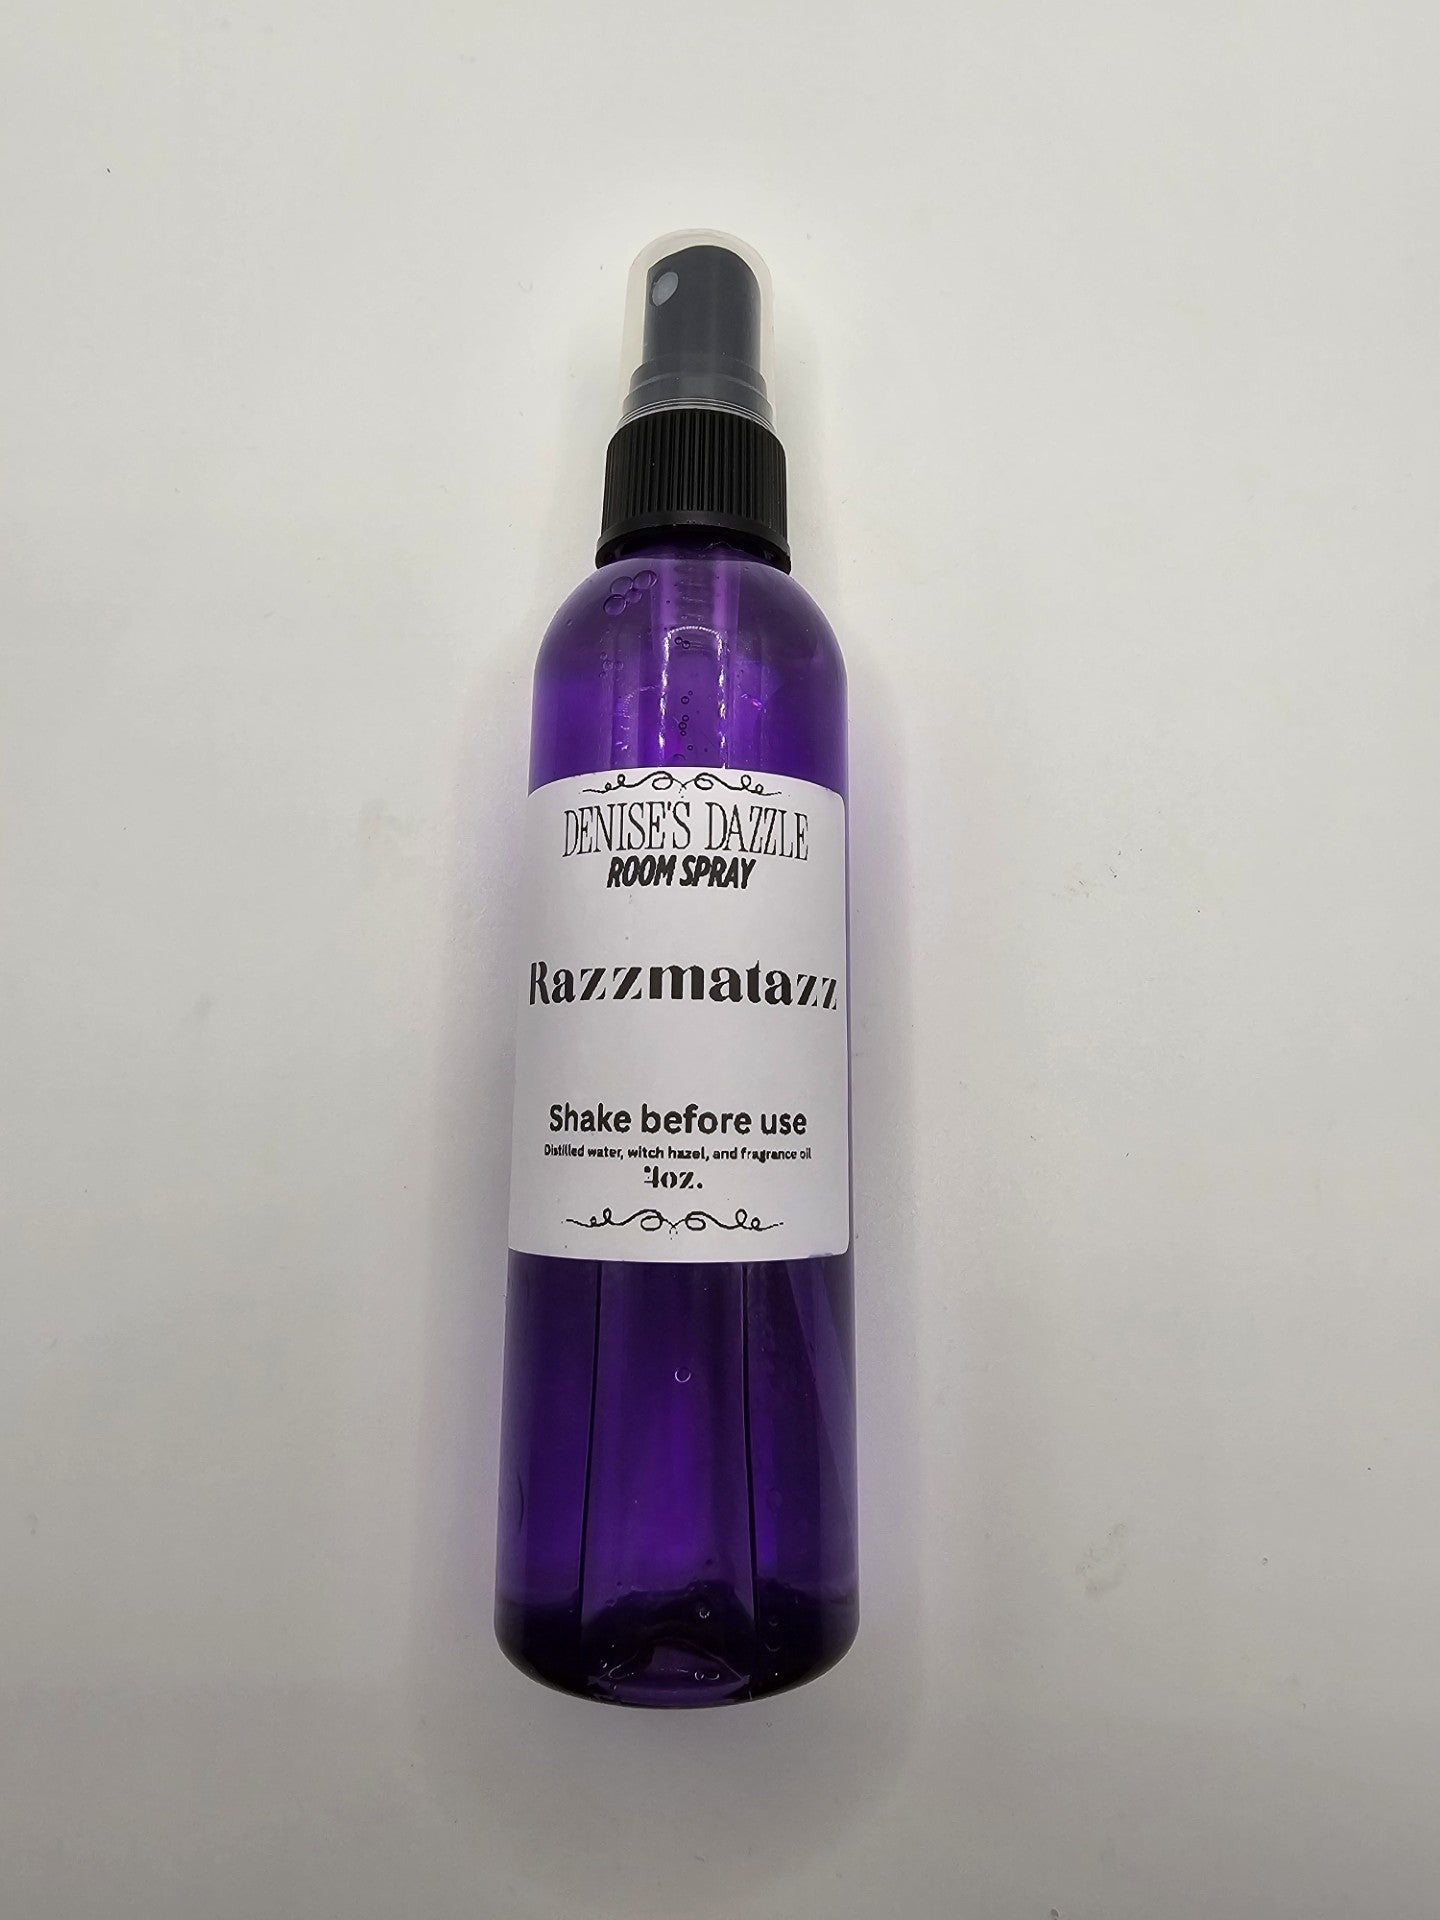 DENISE'S DAZZLE
ROOM SPRAY
Razzmatazz
Shake before use
Distilled water, witch hazel, and fragrance oil
4oz.